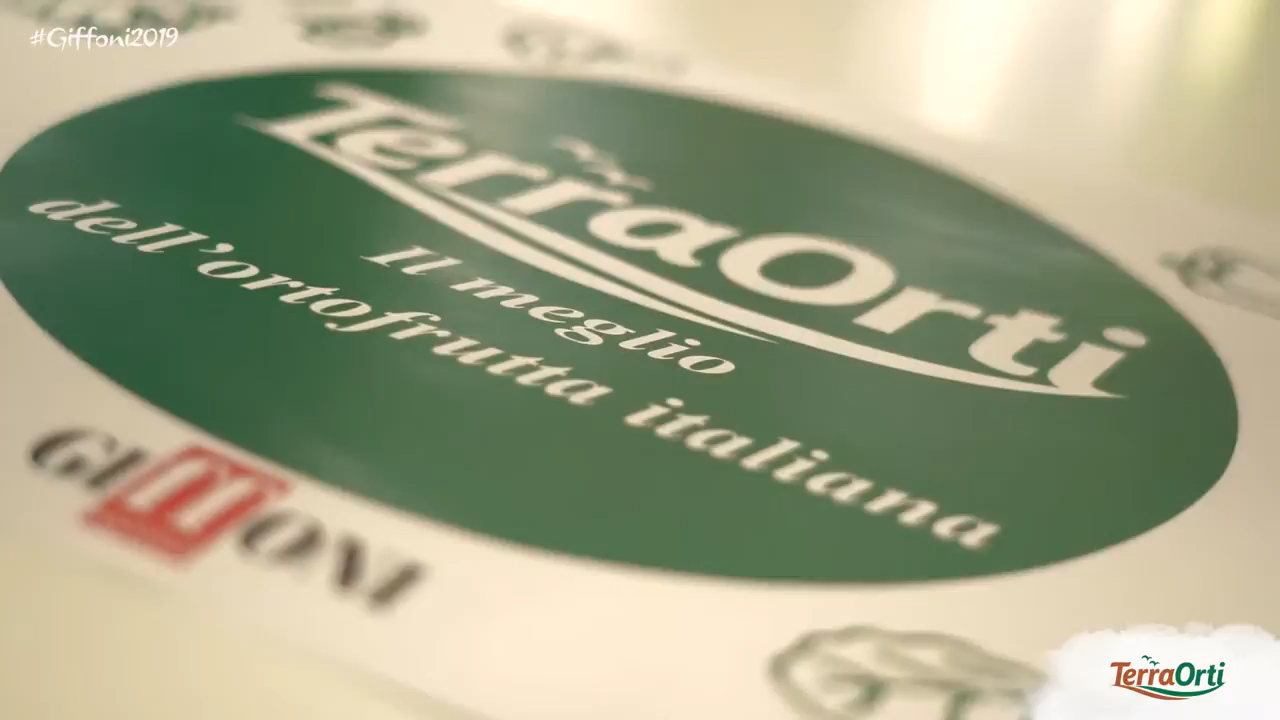 #Giffoni2019
TerraOrti
Il meglio
dell'ortofrutta italiana
GIffONI
TerraOrti